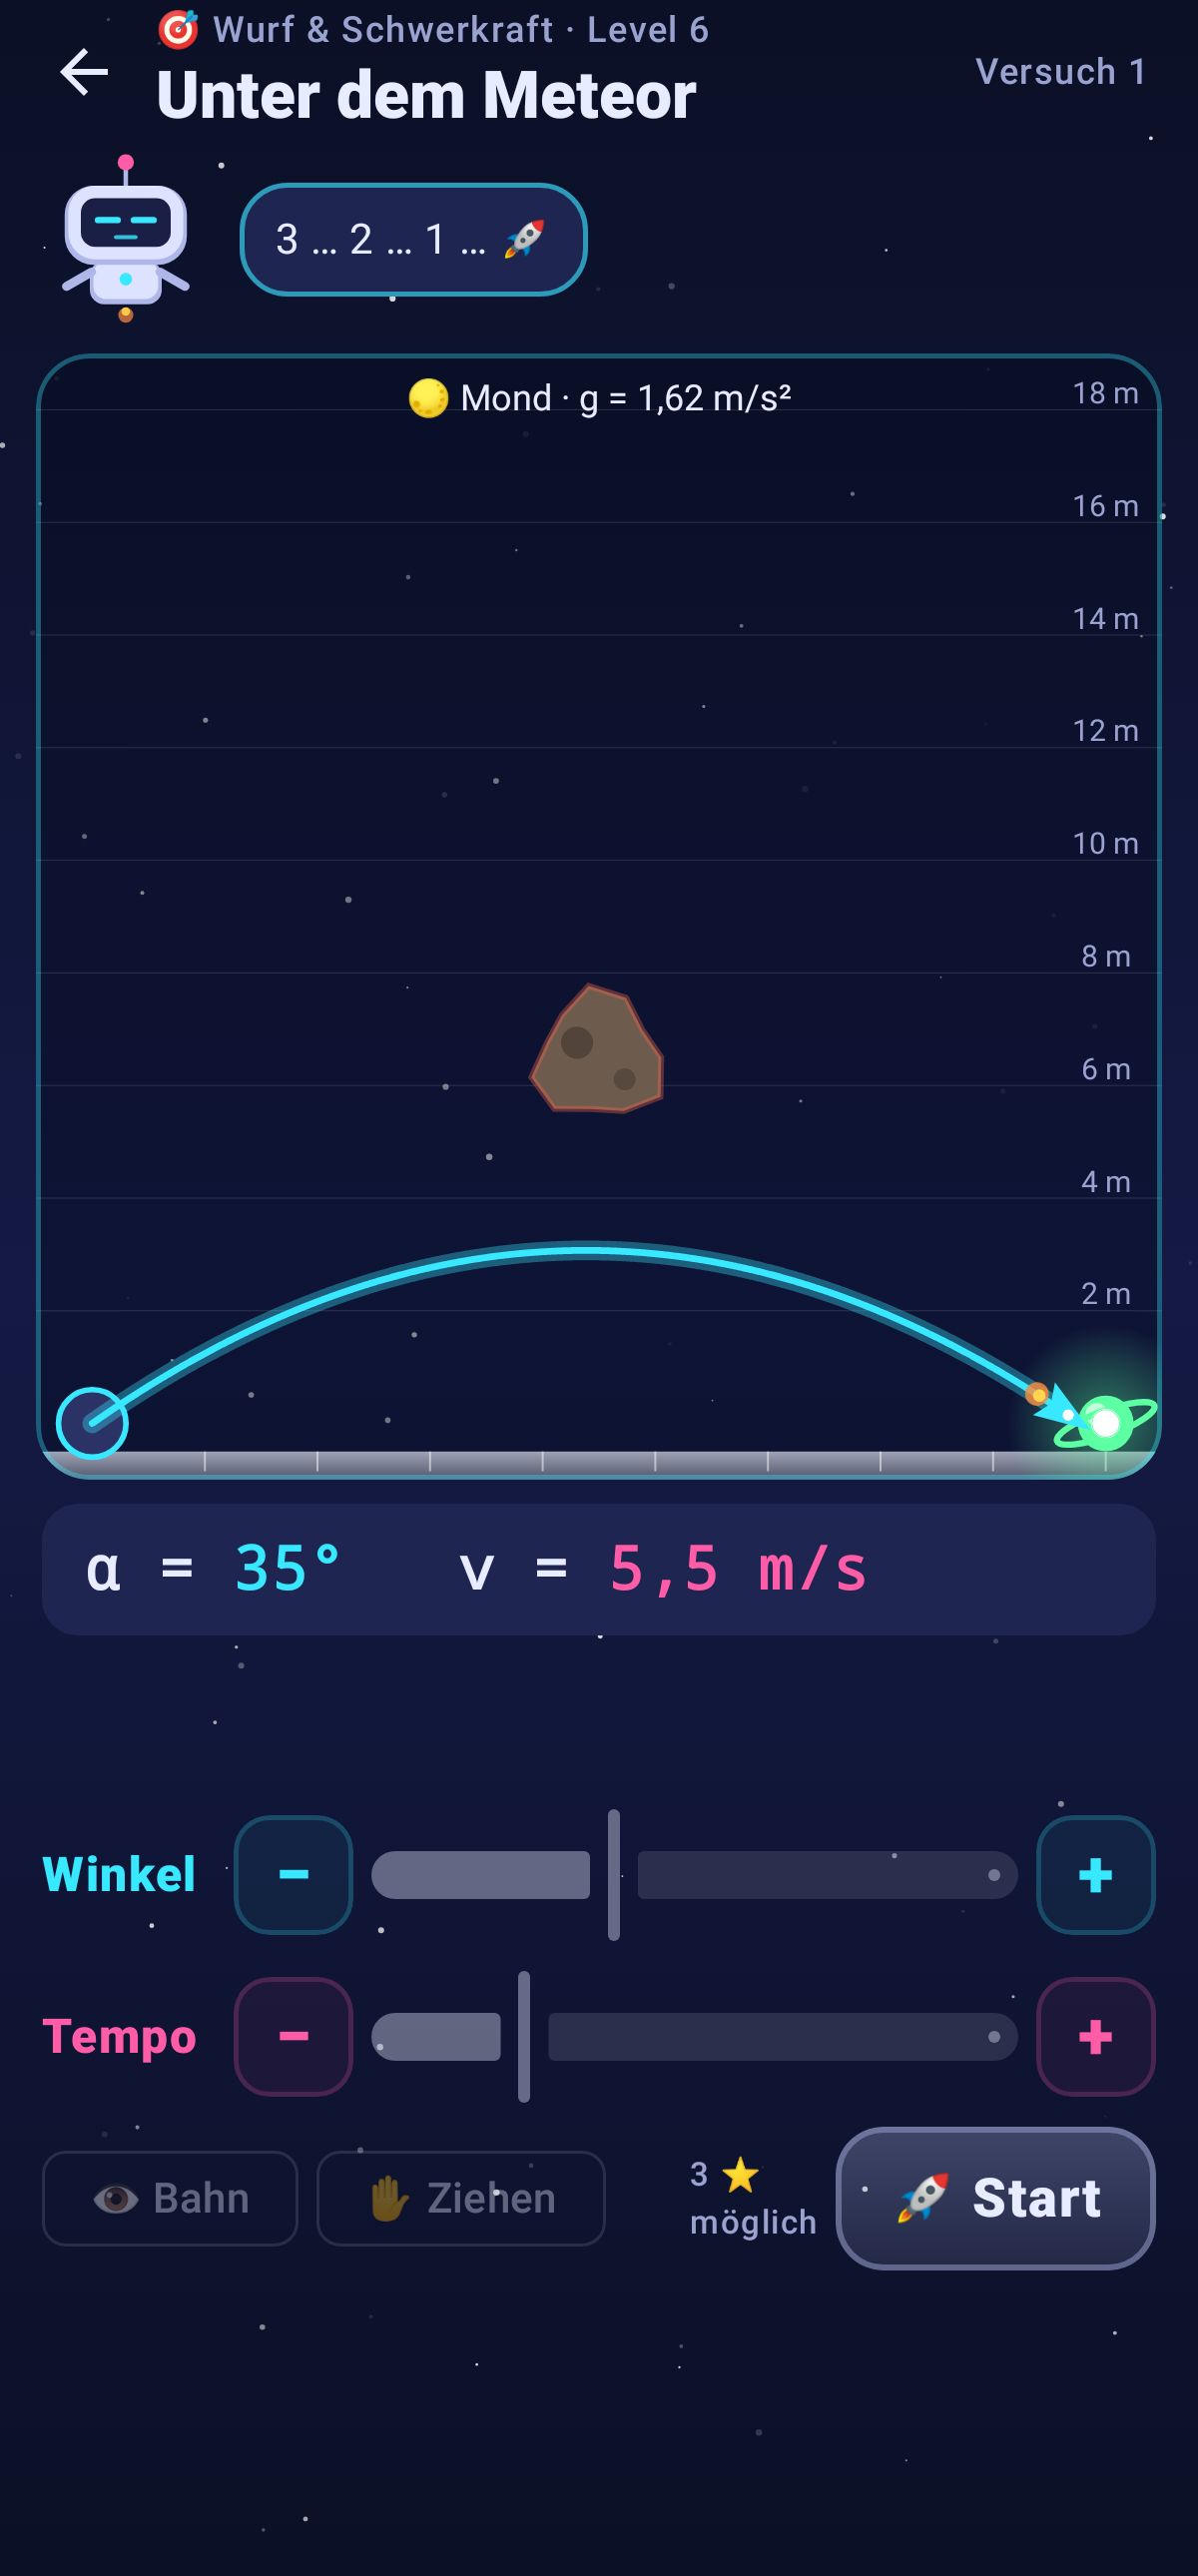 🎯 Wurf & Schwerkraft · Level 6
Unter dem Meteor
Versuch 1
3 ... 2 ... 1 ... 🚀
🌕 Mond · g = 1,62 m/s²
18 m
16 m
14 m
12 m
10 m
8 m
6 m
4 m
2 m
α = 35° v = 5,5 m/s
Winkel − +
Tempo − +
👁️ Bahn
✋ Ziehen
3 ⭐
möglich
🚀 Start